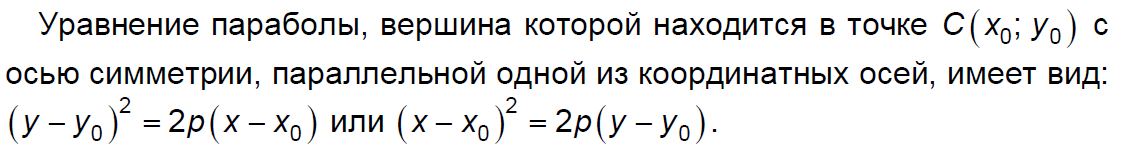 Уравнение параболы, вершина которой находится в точке C(x₀; y₀) с
осью симметрии, параллельной одной из координатных осей, имеет вид:
(y − y₀)² = 2p(x − x₀) или (x − x₀)² = 2p(y − y₀).